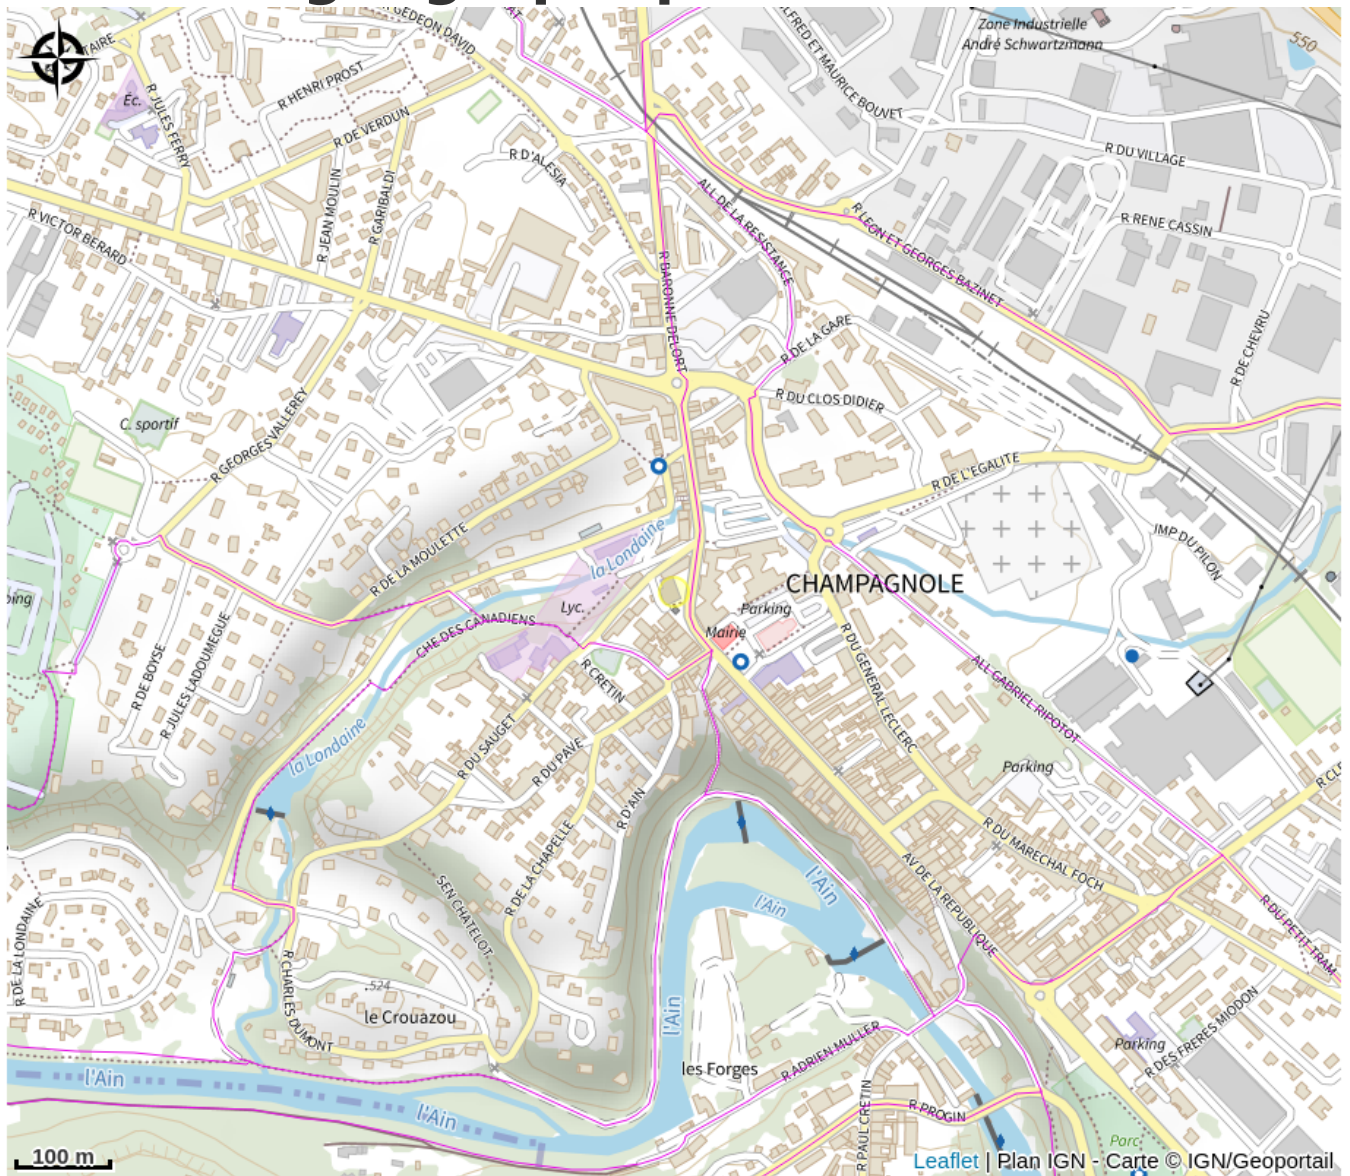 R GEDEON DAVID
Zone Industrielle
André Schwartzmann
550
R HENRI PROST
Éc.
R JULES FERRY
R DE VERDUN
R D'ALESIA
R DU VILLAGE
R RENE CASSIN
R VICTOR BERARD
R JEAN MOULIN
R GARIBALDI
ALL DE LA RESISTANCE
R LEON ET GEORGES BAZINET
R BARONNE DELORT
R DE LA GARE
R DE CHEVRU
R DU CLOS DIDIER
C. sportif
R GEORGES VALLEREY
R DE L'EGALITE
R DE LA MOULETTE
la Londaine
IMP DU PILON
CHAMPAGNOLE
Lyc.
Parking
CHE DES CANADIENS
Mairie
R DE BOYSE
R JULES LADOUMEGUE
R CRETIN
R DU GENERAL LECLERC
ALL GABRIEL RIPOTOT
la Londaine
R DU SAUGET
R DU PAVE
R D'AIN
Parking
R DE LA CHAPELLE
R DU MARECHAL FOCH
AV DE LA REPUBLIQUE
SEN CHATELOT
l'Ain
l'Ain
R DU PETIT TRAM
R DE LA LONDAINE
R CHARLES DUMONT
524
le Crouazou
l'Ain
R DES FRERES MIODON
Parking
R ADRIEN MULLER
les Forges
l'Ain
l'Ain
R PAUL CRETIN
R PROGIN
Parc
100 m
Leaflet | Plan IGN - Carte © IGN/Geoportail